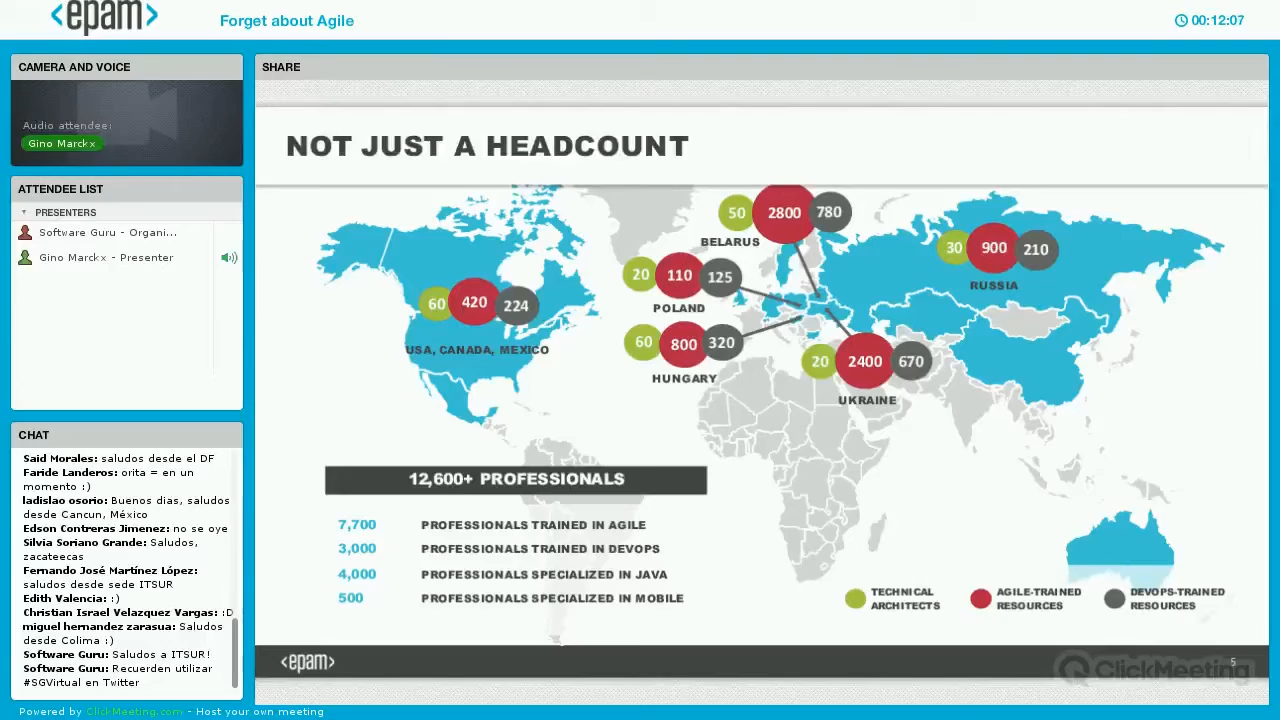 <epam>
Forget about Agile
00:12:07
CAMERA AND VOICE
Audio attendee:
Gino Marckx
ATTENDEE LIST
PRESENTERS
Software Guru - Organi...
Gino Marckx - Presenter
CHAT
Said Morales: saludos desde el DF
Faride Landeros: orita = en un
momento :)
ladislao osorio: Buenos dias, saludos
desde Cancun, México
Edson Contreras Jimenez: no se oye
Silvia Soriano Grande: Saludos,
zacateecas
Fernando José Martínez López:
saludos desde sede ITSUR
Edith Valencia: :)
Christian Israel Velazquez Vargas: :D
miguel hernandez zarasua: Saludos
desde Colima :)
Software Guru: Saludos a ITSUR!
Software Guru: Recuerden utilizar
#SGVirtual en Twitter
SHARE
NOT JUST A HEADCOUNT
50 2800 780
BELARUS
30 900 210
RUSSIA
20 110 125
POLAND
60 420 224
USA, CANADA, MEXICO
60 800 320
HUNGARY
20 2400 670
UKRAINE
12,600+ PROFESSIONALS
7,700 PROFESSIONALS TRAINED IN AGILE
3,000 PROFESSIONALS TRAINED IN DEVOPS
4,000 PROFESSIONALS SPECIALIZED IN JAVA
500 PROFESSIONALS SPECIALIZED IN MOBILE
TECHNICAL
ARCHITECTS
AGILE-TRAINED
RESOURCES
DEVOPS-TRAINED
RESOURCES
<epam>
5
ClickMeeting
Powered by ClickMeeting.com - Host your own meeting